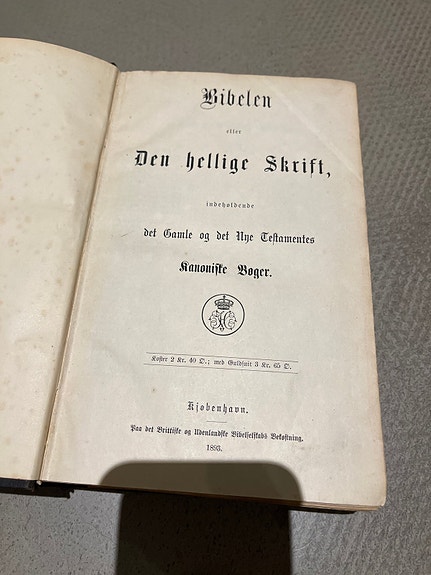 Bibelen
eller
Den hellige Skrift,
indeholdende
det Gamle og det Nye Testamentes
Kanoniske Bøger.
Koster 2 Kr. 40 Ø.; med Guldsnit 3 Kr. 65 Ø.
Kjøbenhavn.
Paa det Brittiske og Udenlandske Bibelselskabs Bekostning.
1893.